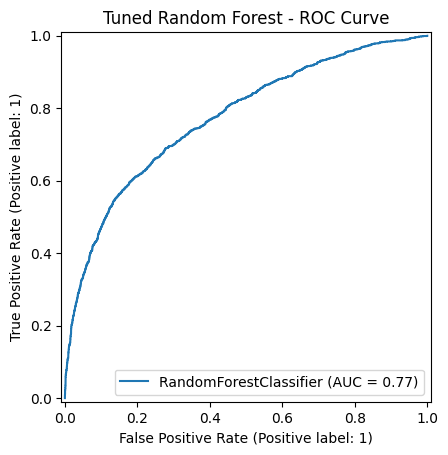 Tuned Random Forest - ROC Curve
1.0
0.8
0.6
0.4
0.2
0.0
True Positive Rate (Positive label: 1)
RandomForestClassifier (AUC = 0.77)
0.0 0.2 0.4 0.6 0.8 1.0
False Positive Rate (Positive label: 1)